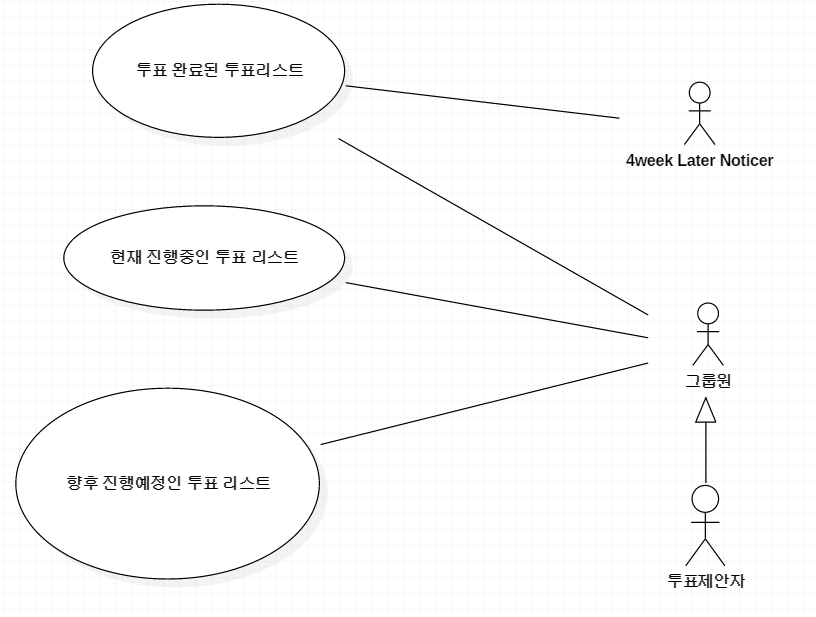 투표 완료된 투표리스트
4week Later Noticer
현재 진행중인 투표 리스트
그룹원
향후 진행예정인 투표 리스트
투표제안자